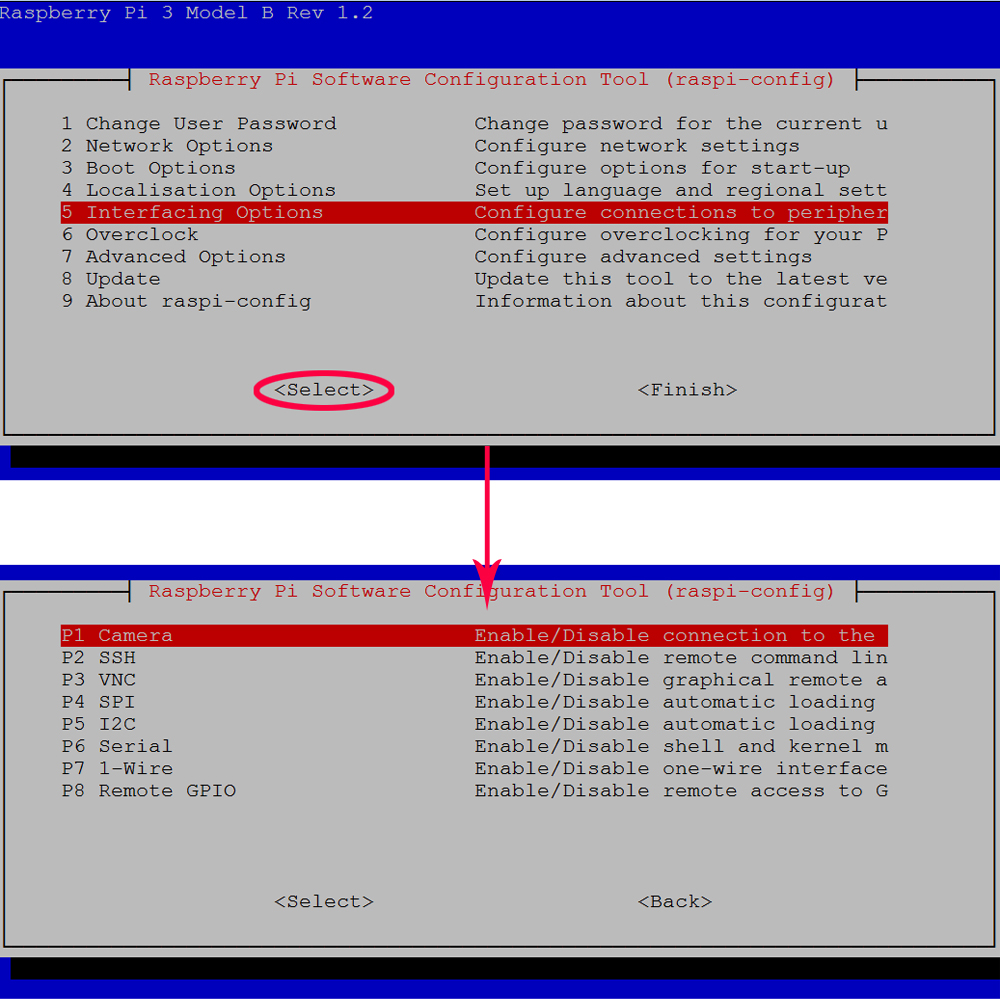 Raspberry Pi 3 Model B Rev 1.2
Raspberry Pi Software Configuration Tool (raspi-config)
1 Change User Password Change password for the current u
2 Network Options Configure network settings
3 Boot Options Configure options for start-up
4 Localisation Options Set up language and regional sett
5 Interfacing Options Configure connections to peripher
6 Overclock Configure overclocking for your P
7 Advanced Options Configure advanced settings
8 Update Update this tool to the latest ve
9 About raspi-config Information about this configurat
<Select> <Finish>
Raspberry Pi Software Configuration Tool (raspi-config)
P1 Camera Enable/Disable connection to the
P2 SSH Enable/Disable remote command lin
P3 VNC Enable/Disable graphical remote a
P4 SPI Enable/Disable automatic loading
P5 I2C Enable/Disable automatic loading
P6 Serial Enable/Disable shell and kernel m
P7 1-Wire Enable/Disable one-wire interface
P8 Remote GPIO Enable/Disable remote access to G
<Select> <Back>